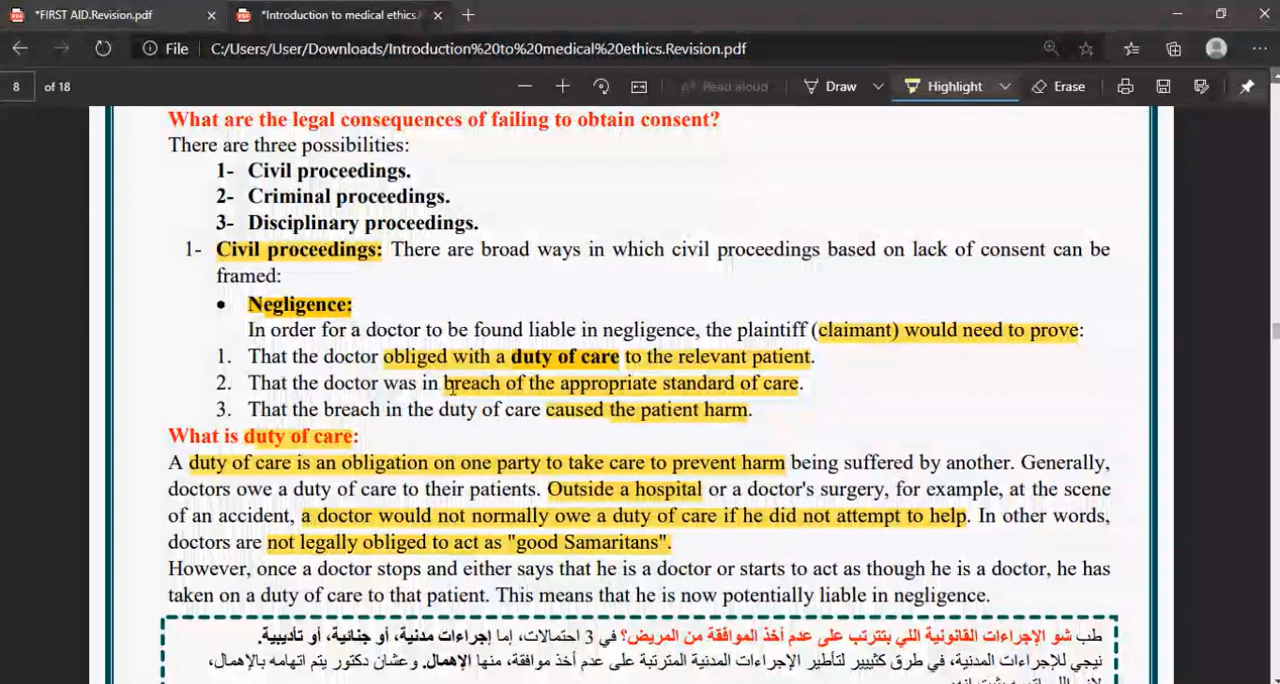 *FIRST AID.Revision.pdf
*Introduction to medical ethics.
File C:/Users/User/Downloads/Introduction%20to%20medical%20ethics.Revision.pdf
8 of 18 Read aloud Draw Highlight Erase
What are the legal consequences of failing to obtain consent?
There are three possibilities:
1- Civil proceedings.
2- Criminal proceedings.
3- Disciplinary proceedings.
1- Civil proceedings: There are broad ways in which civil proceedings based on lack of consent can be
framed:
• Negligence:
In order for a doctor to be found liable in negligence, the plaintiff (claimant) would need to prove:
1. That the doctor obliged with a duty of care to the relevant patient.
2. That the doctor was in breach of the appropriate standard of care.
3. That the breach in the duty of care caused the patient harm.
What is duty of care:
A duty of care is an obligation on one party to take care to prevent harm being suffered by another. Generally,
doctors owe a duty of care to their patients. Outside a hospital or a doctor's surgery, for example, at the scene
of an accident, a doctor would not normally owe a duty of care if he did not attempt to help. In other words,
doctors are not legally obliged to act as "good Samaritans".
However, once a doctor stops and either says that he is a doctor or starts to act as though he is a doctor, he has
taken on a duty of care to that patient. This means that he is now potentially liable in negligence.
طب شو الإجراءات القانونية اللي بتترتب على عدم أخذ الموافقة من المريض؟ في 3 احتمالات، إما إجراءات مدنية، أو جنائية، أو تأديبية.
نيجي للإجراءات المدنية، في طرق كثييير لتأطير الإجراءات المدنية المترتبة على عدم أخذ موافقة، منها الإهمال. وعشان دكتور يتم اتهامه بالإهمال،